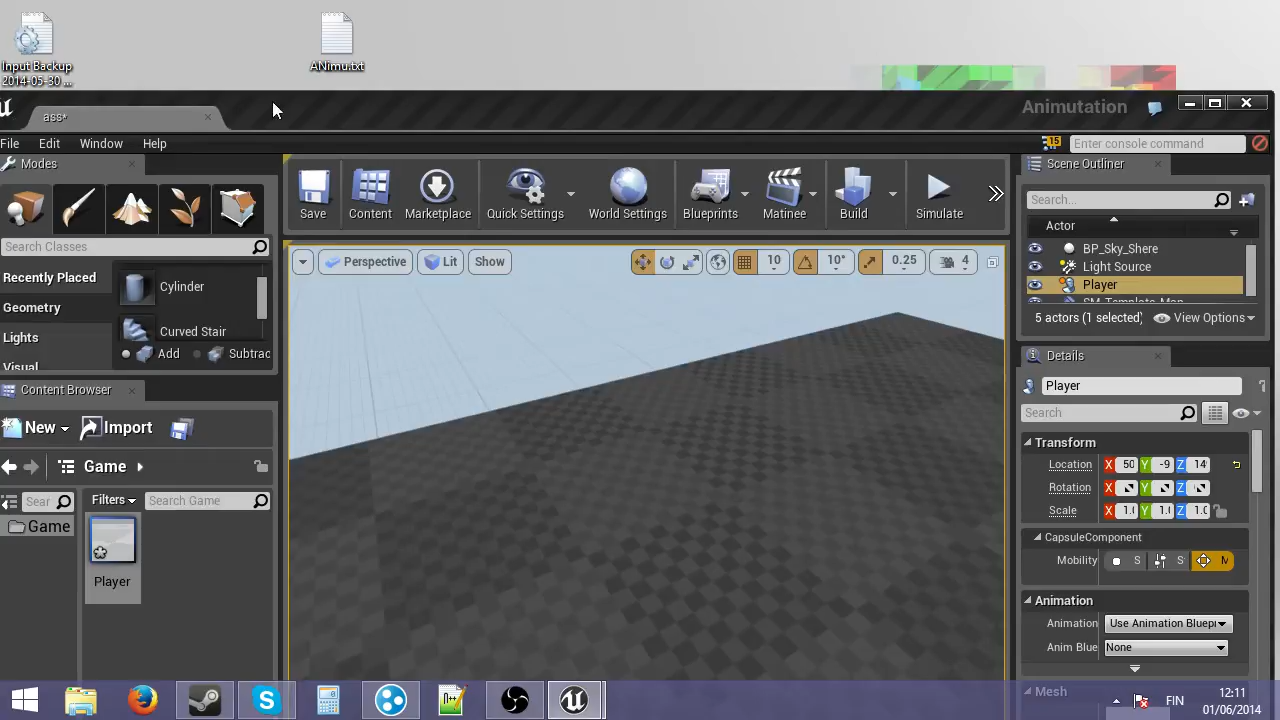 Input Backup
2014-05-30 ...
ANimu.txt
ass*
Animutation
File Edit Window Help
15
Enter console command
Modes
Search Classes
Recently Placed
Geometry
Lights
Visual
Cylinder
Curved Stair
Add
Subtrac
Save
Content
Marketplace
Quick Settings
World Settings
Blueprints
Matinee
Build
Simulate
Perspective
Lit
Show
10
10°
0.25
4
Scene Outliner
Search...
Actor
BP_Sky_Shere
Light Source
Player
5 actors (1 selected)
View Options
Details
Player
Search
Transform
Location X 50 Y -9 Z 14
Rotation X Y Z
Scale X 1.( Y 1.( Z 1.(
CapsuleComponent
Mobility S S M
Animation
Animation Use Animation Bluepr
Anim Blue None
Mesh
Content Browser
New
Import
Game
Sear
Filters
Search Game
Game
Player
FIN
12:11
01/06/2014